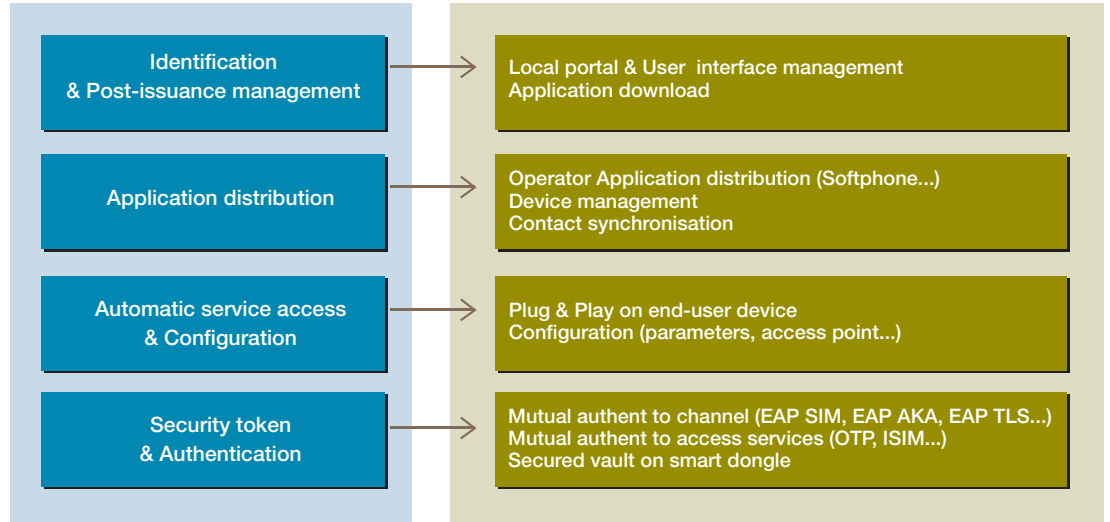 Identification
& Post-issuance management
Local portal & User interface management
Application download
Application distribution
Operator Application distribution (Softphone...)
Device management
Contact synchronisation
Automatic service access
& Configuration
Plug & Play on end-user device
Configuration (parameters, access point...)
Security token
& Authentication
Mutual authent to channel (EAP SIM, EAP AKA, EAP TLS...)
Mutual authent to access services (OTP, ISIM...)
Secured vault on smart dongle